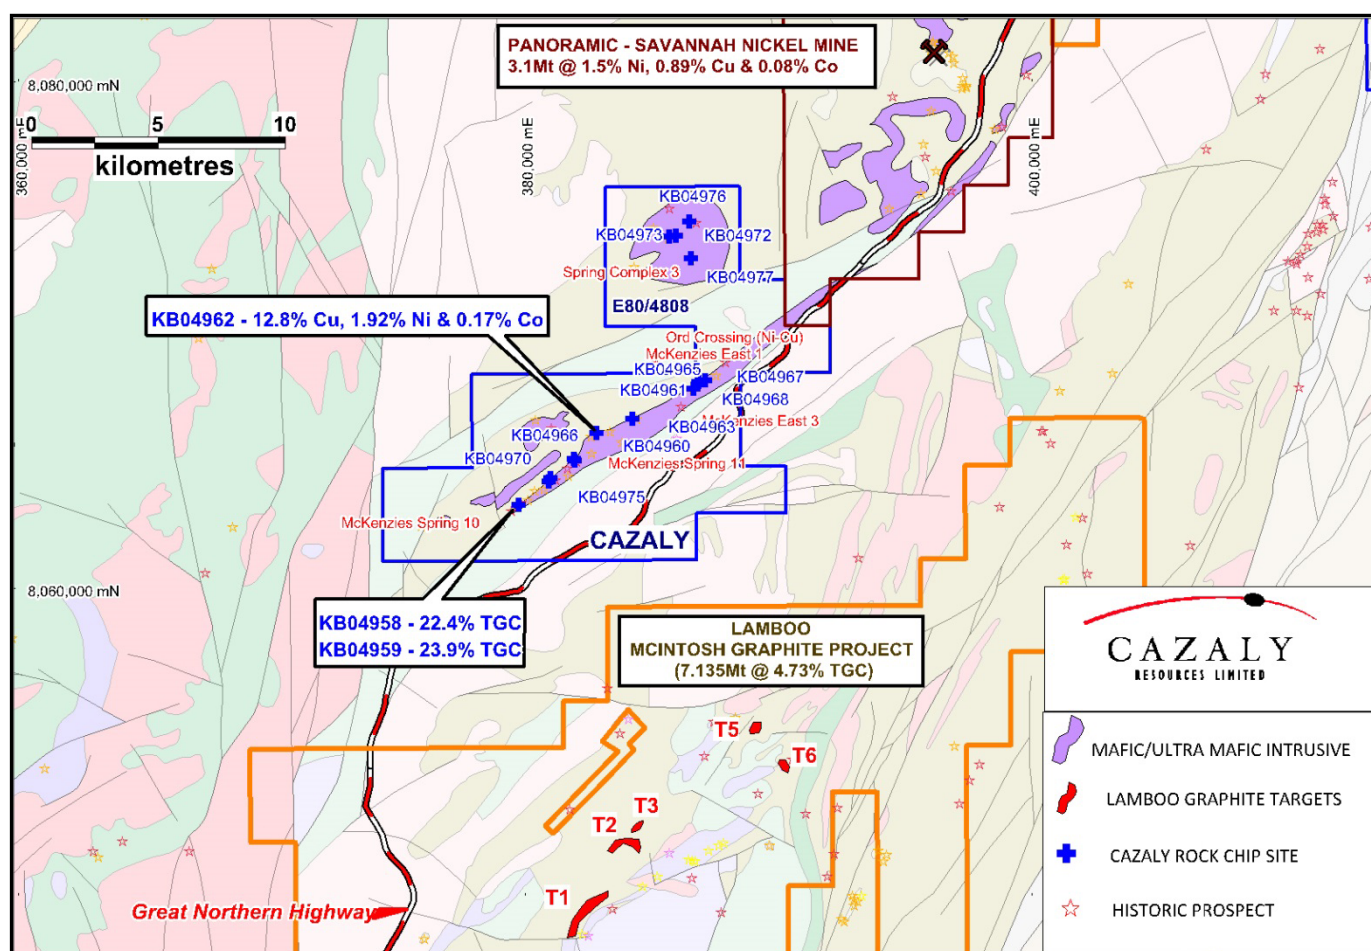 PANORAMIC - SAVANNAH NICKEL MINE
3.1Mt @ 1.5% Ni, 0.89% Cu & 0.08% Co
8,080,000 mN
0 5 10
kilometres
360,000 mE
380,000 mE
400,000 mE
KB04976
KB04973
KB04972
Spring Complex 3
KB04977
E80/4808
KB04962 - 12.8% Cu, 1.92% Ni & 0.17% Co
Ord Crossing (Ni-Cu)
McKenzies East 1
KB04965
KB04967
KB04961
KB04968
KB04963
McKenzies East 3
KB04966
KB04960
KB04970
McKenzies Spring 11
KB04975
McKenzies Spring 10
CAZALY
8,060,000 mN
KB04958 - 22.4% TGC
KB04959 - 23.9% TGC
LAMBOO
MCINTOSH GRAPHITE PROJECT
(7.135Mt @ 4.73% TGC)
CAZALY
RESOURCES LIMITED
T5
T6
T3
T2
T1
Great Northern Highway
MAFIC/ULTRA MAFIC INTRUSIVE
LAMBOO GRAPHITE TARGETS
CAZALY ROCK CHIP SITE
HISTORIC PROSPECT